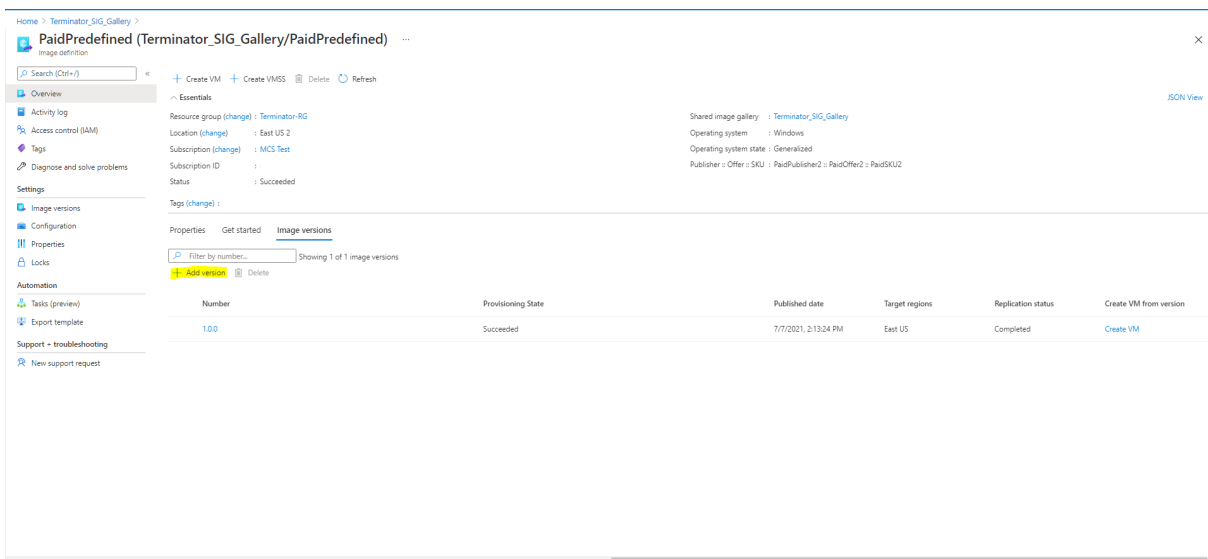 Home > Terminator_SIG_Gallery >
PaidPredefined (Terminator_SIG_Gallery/PaidPredefined) ...
Image definition
Search (Ctrl+/)
«
Overview
Activity log
Access control (IAM)
Tags
Diagnose and solve problems
Settings
Image versions
Configuration
Properties
Locks
Automation
Tasks (preview)
Export template
Support + troubleshooting
New support request
Create VM Create VMSS Delete Refresh
Essentials JSON View
Resource group (change) : Terminator-RG
Location (change) : East US 2
Subscription (change) : MCS Test
Subscription ID :
Status : Succeeded
Shared image gallery : Terminator_SIG_Gallery
Operating system : Windows
Operating system state : Generalized
Publisher :: Offer :: SKU : PaidPublisher2 :: PaidOffer2 :: PaidSKU2
Tags (change) :
Properties Get started Image versions
Filter by number... Showing 1 of 1 image versions
Add version Delete
Number Provisioning State Published date Target regions Replication status Create VM from version
1.0.0 Succeeded 7/7/2021, 2:13:24 PM East US Completed Create VM